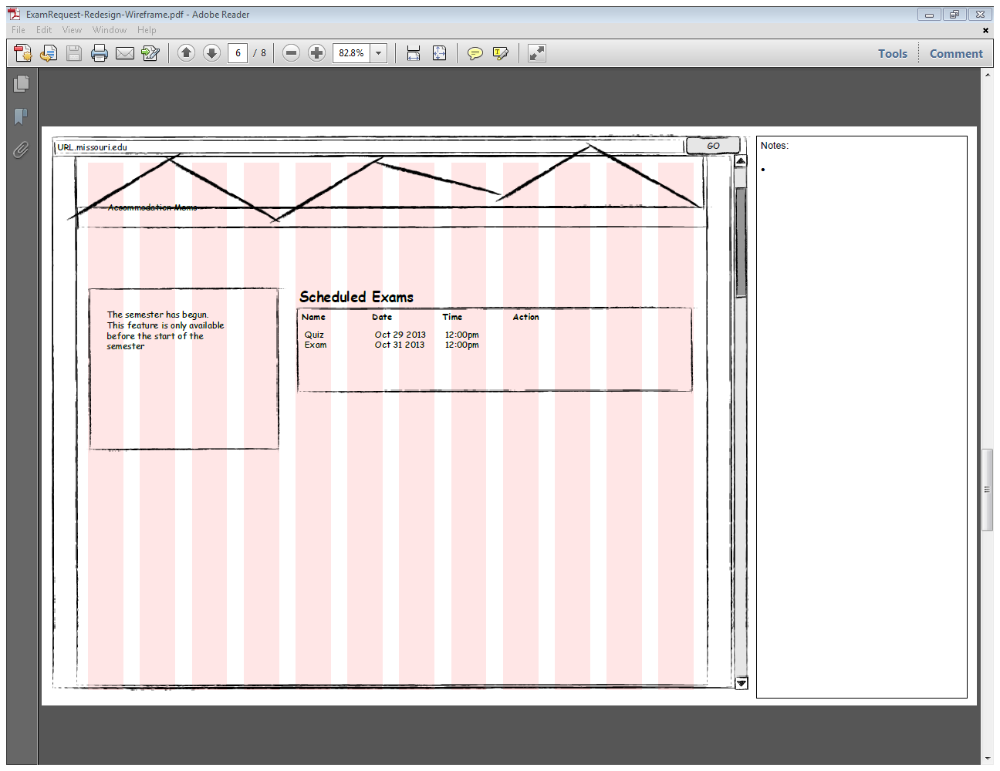 ExamRequest-Redesign-Wireframe.pdf - Adobe Reader
File Edit View Window Help
6 / 8 82.8% Tools Comment
URL.missouri.edu GO
Notes:
•
Accommodation Memo
Scheduled Exams
The semester has begun.
This feature is only available
before the start of the
semester
Name Date Time Action
Quiz Oct 29 2013 12:00pm
Exam Oct 31 2013 12:00pm